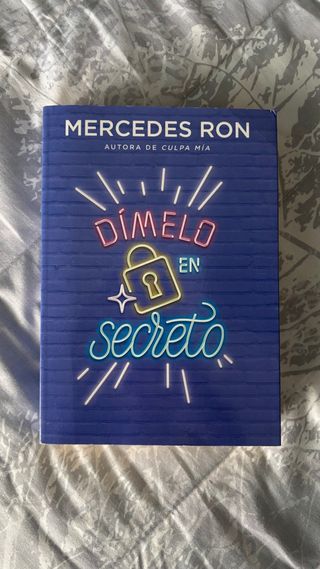 MERCEDES RON
AUTORA DE CULPA MÍA
DÍMELO
EN
secreto